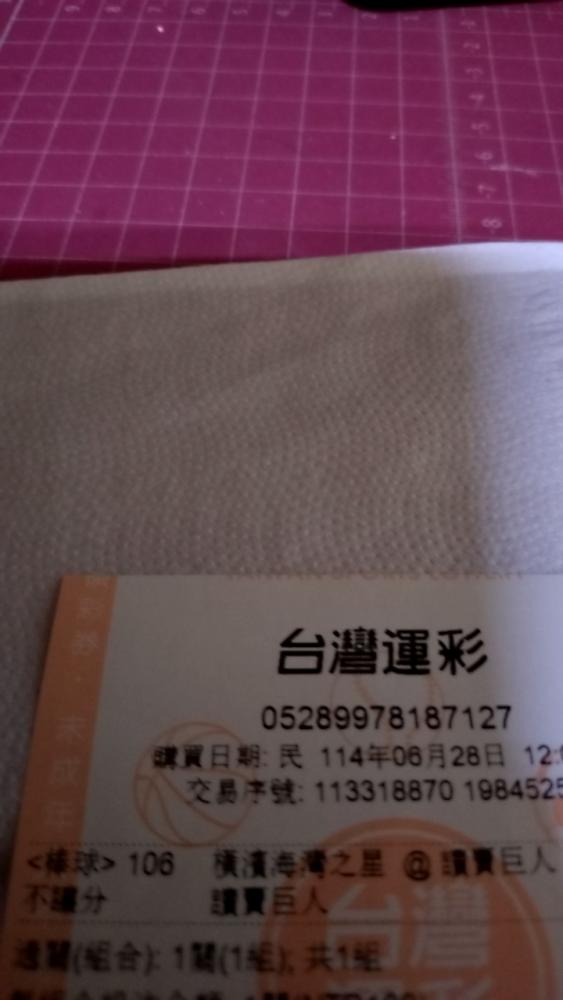 台灣運彩
05289978187127
購買日期: 民 114年06月28日 12:
交易序號: 113318870 1984525
<棒球> 106 橫濱海灣之星 @ 讀賣巨人
不讓分 讀賣巨人
過關(組合): 1關(1組); 共1組